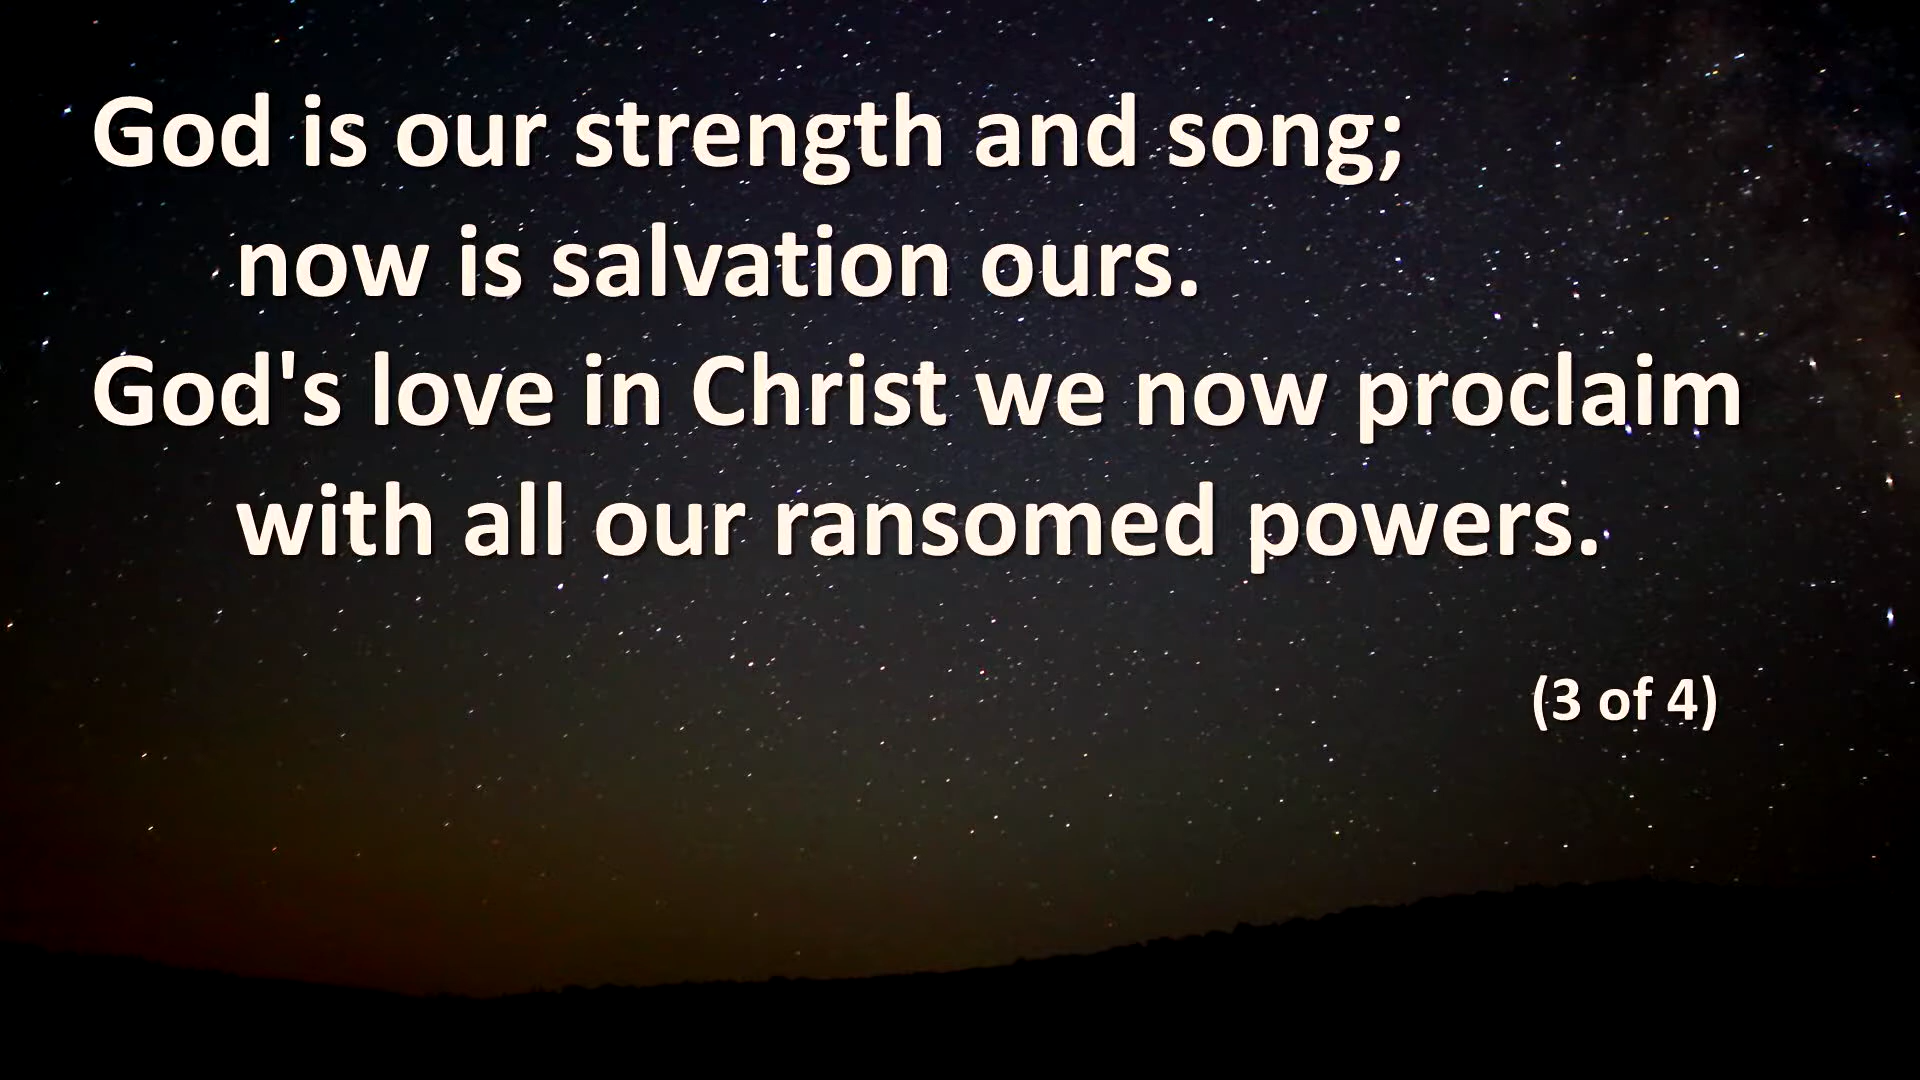 God is our strength and song;
now is salvation ours.
God's love in Christ we now proclaim
with all our ransomed powers.
(3 of 4)